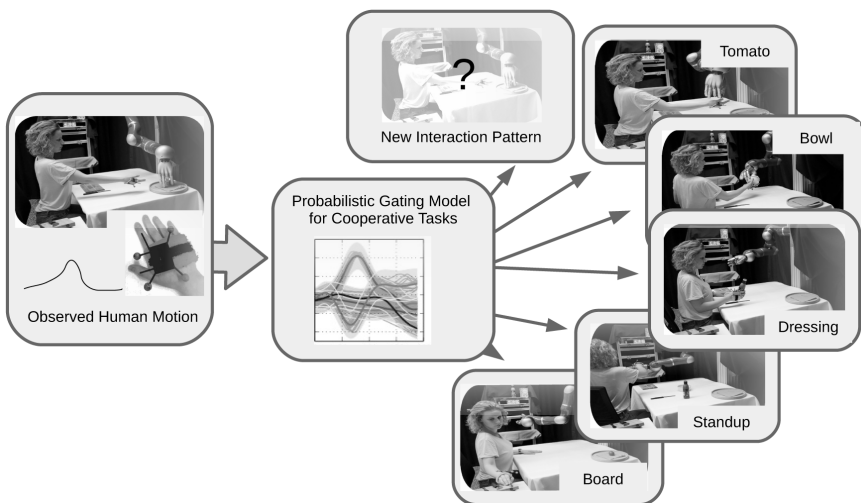 Observed Human Motion
Probabilistic Gating Model
for Cooperative Tasks
?
New Interaction Pattern
Tomato
Bowl
Dressing
Standup
Board